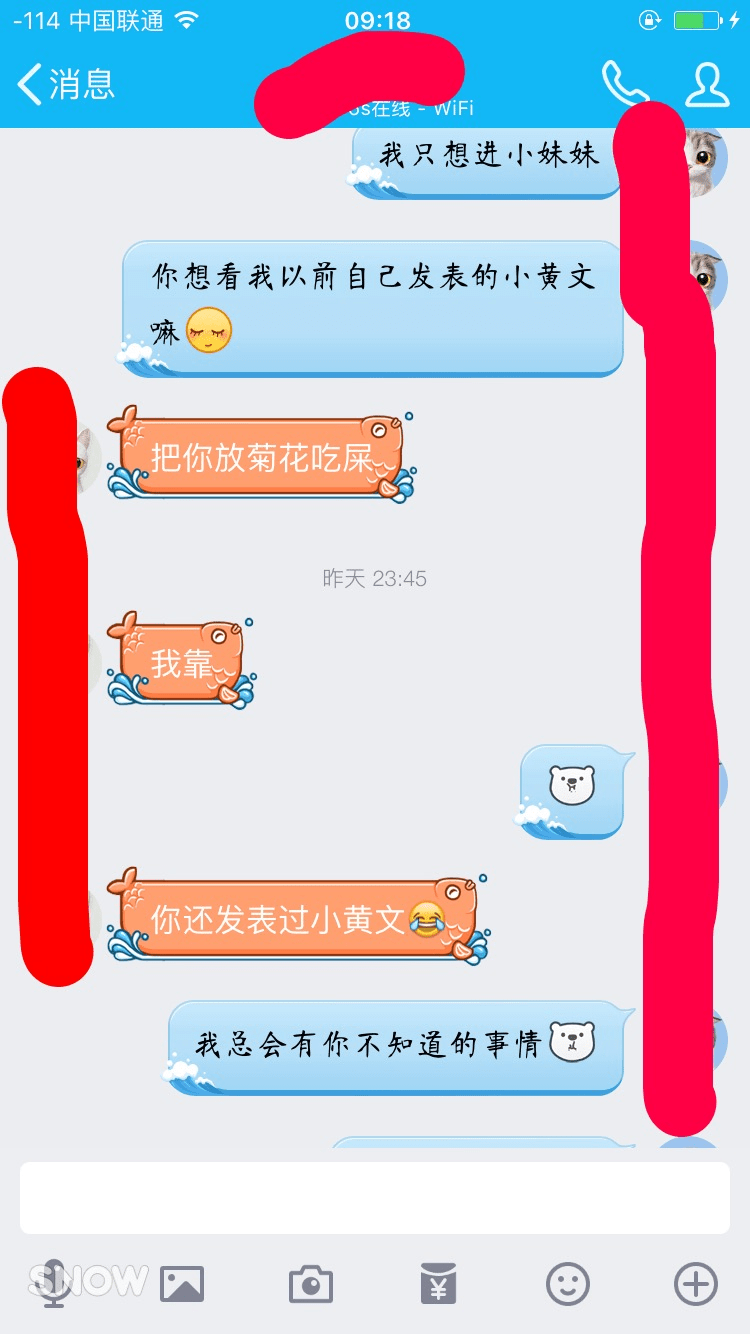 -114 中国联通 09:18
消息
os在线 - WiFi
我只想进小妹妹
你想看我以前自己发表的小黄文
嘛
把你放菊花吃屎
昨天 23:45
我靠
你还发表过小黄文
我总会有你不知道的事情
SNOW